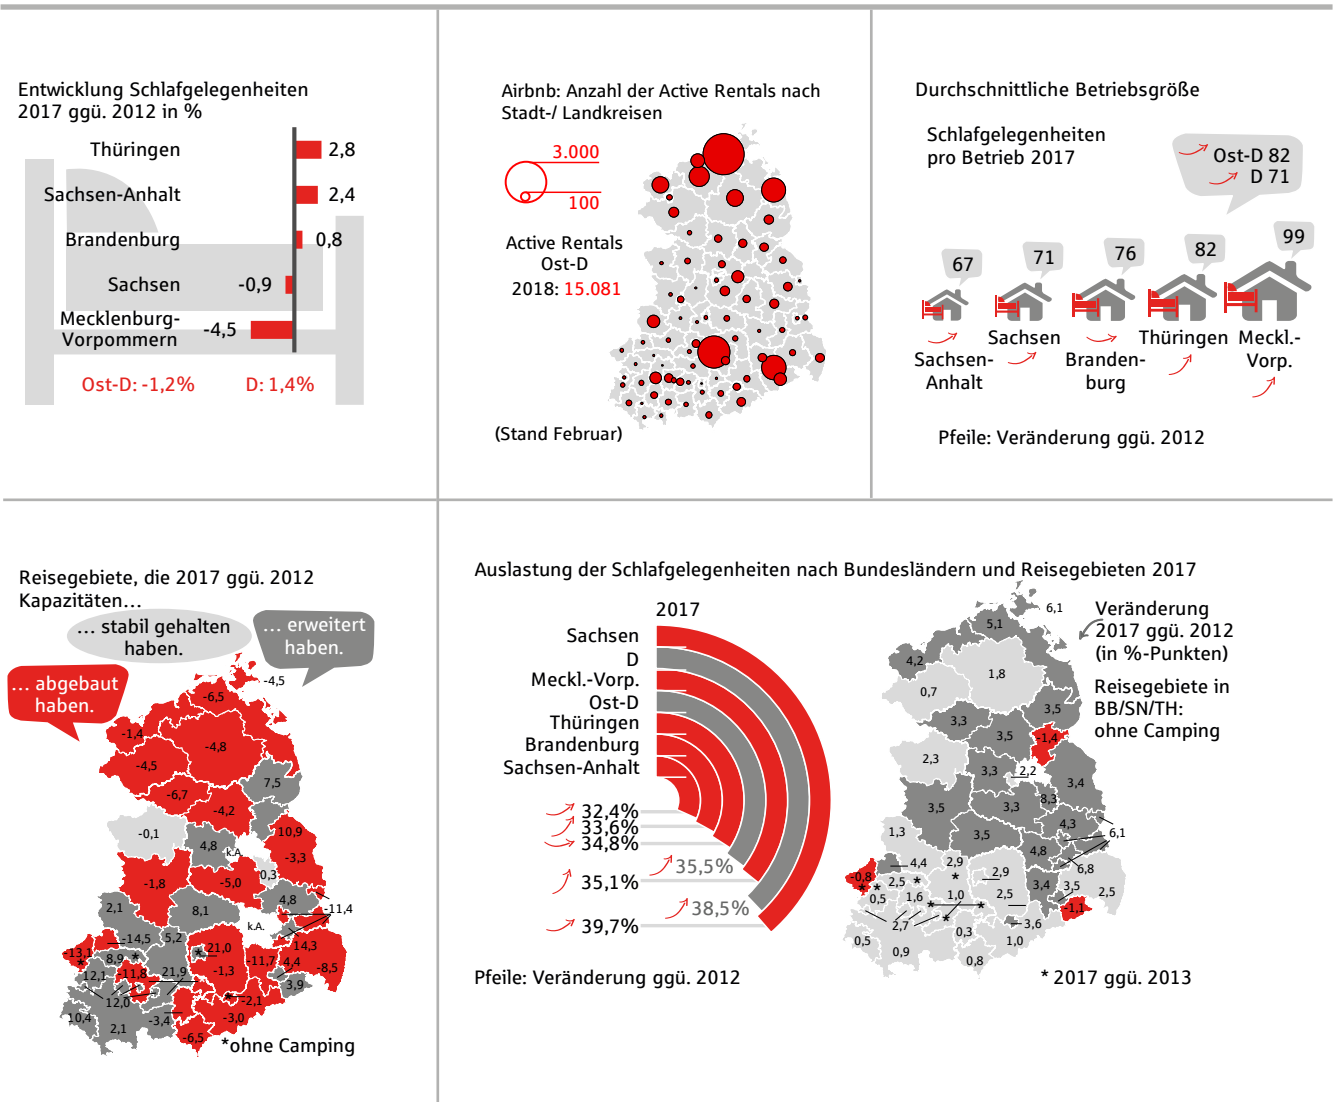 Entwicklung Schlafgelegenheiten
2017 ggü. 2012 in %
Thüringen 2,8
Sachsen-Anhalt 2,4
Brandenburg 0,8
Sachsen -0,9
Mecklenburg-
Vorpommern -4,5
Ost-D: -1,2% D: 1,4%
Airbnb: Anzahl der Active Rentals nach
Stadt-/ Landkreisen
3.000
100
Active Rentals
Ost-D
2018: 15.081
(Stand Februar)
Durchschnittliche Betriebsgröße
Schlafgelegenheiten
pro Betrieb 2017
Ost-D 82
D 71
67
71
76
82
99
Sachsen-
Anhalt
Sachsen
Branden-
burg
Thüringen
Meckl.-
Vorp.
Pfeile: Veränderung ggü. 2012
Reisegebiete, die 2017 ggü. 2012
Kapazitäten...
... stabil gehalten
haben.
... erweitert
haben.
... abgebaut
haben.
-4,5
-6,5
-1,4
-4,8
-4,5
7,5
-6,7
-4,2
-0,1
4,8
k.A.
10,9
-3,3
-1,8
-5,0
0,3
4,8
2,1
8,1
-11,4
k.A.
-14,5
5,2
21,0
14,3
-13,1
*
8,9
*
*
-11,7
4,4
-8,5
12,1
-11,8
21,9
-1,3
3,9
12,0
*
-2,1
10,4
2,1
-3,4
-3,0
-6,5
*ohne Camping
Auslastung der Schlafgelegenheiten nach Bundesländern und Reisegebieten 2017
2017
Sachsen
D
Meckl.-Vorp.
Ost-D
Thüringen
Brandenburg
Sachsen-Anhalt
32,4%
33,6%
34,8%
35,5%
35,1%
38,5%
39,7%
Pfeile: Veränderung ggü. 2012
Veränderung
2017 ggü. 2012
(in %-Punkten)
Reisegebiete in
BB/SN/TH:
ohne Camping
6,1
5,1
4,2
1,8
0,7
3,5
3,3
3,5
-1,4
2,3
3,3
2,2
3,4
3,5
3,3
8,3
1,3
3,5
4,3
6,1
4,8
4,4
2,9
2,9
6,8
-0,8
*
*
2,5
*
*
3,4
3,5
2,5
0,5
1,6
1,0
2,5
-1,1
*
*
2,7
*
3,6
0,5
0,9
0,3
1,0
0,8
* 2017 ggü. 2013